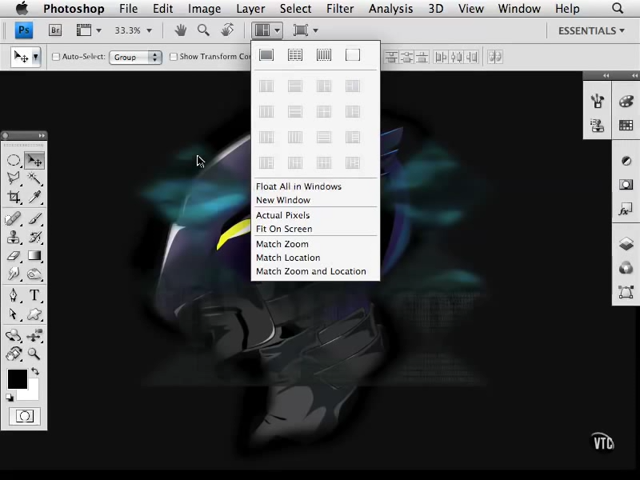 Photoshop File Edit Image Layer Select Filter Analysis 3D View Window Help
Ps Br 33.3% ESSENTIALS
Auto-Select: Group Show Transform Con
Float All in Windows
New Window
Actual Pixels
Fit On Screen
Match Zoom
Match Location
Match Zoom and Location
T
VTC